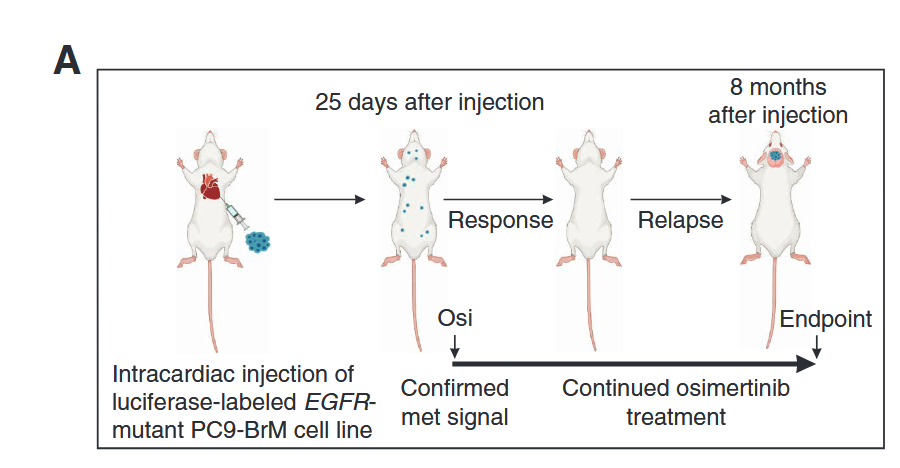 A
25 days after injection
8 months
after injection
Response
Relapse
Osi
Endpoint
Intracardiac injection of
luciferase-labeled EGFR-
mutant PC9-BrM cell line
Confirmed
met signal
Continued osimertinib
treatment